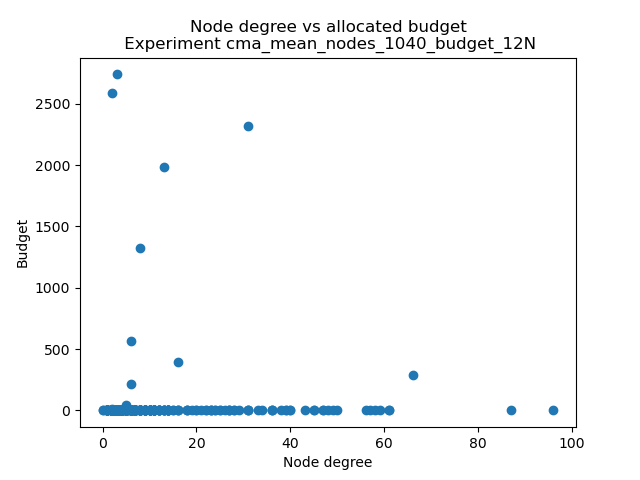 Node degree vs allocated budget
Experiment cma_mean_nodes_1040_budget_12N
Budget
2500
2000
1500
1000
500
0
0 20 40 60 80 100
Node degree